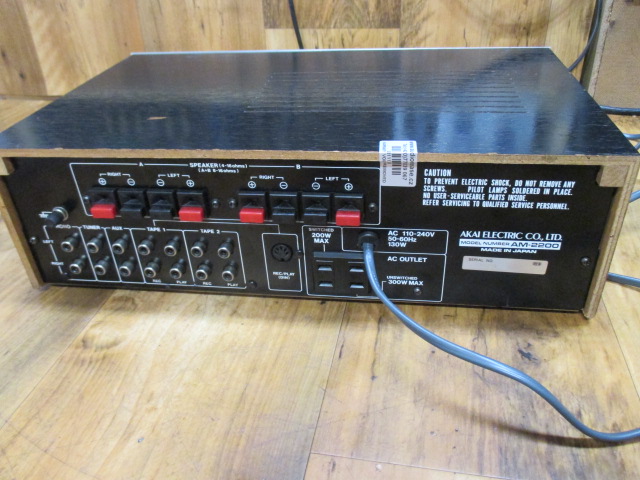 SPEAKER (4-16ohms)
(A+B 8-16ohms)
A
B
RIGHT
LEFT
RIGHT
LEFT
CAUTION
TO PREVENT ELECTRIC SHOCK, DO NOT REMOVE ANY
SCREWS. PILOT LAMPS SOLDERED IN PLACE.
NO USER-SERVICEABLE PARTS INSIDE.
REFER SERVICING TO QUALIFIED SERVICE PERSONNEL.
PHONO TUNER AUX TAPE 1 TAPE 2
LEFT
REC PLAY REC PLAY
REC/PLAY
(DIN)
SWITCHED
200W
MAX
AC 110-240V
50-60Hz
130W
AC OUTLET
UNSWITCHED
300W MAX
AKAI ELECTRIC CO., LTD.
MODEL NUMBER AM-2200
MADE IN JAPAN
SERIAL NO.